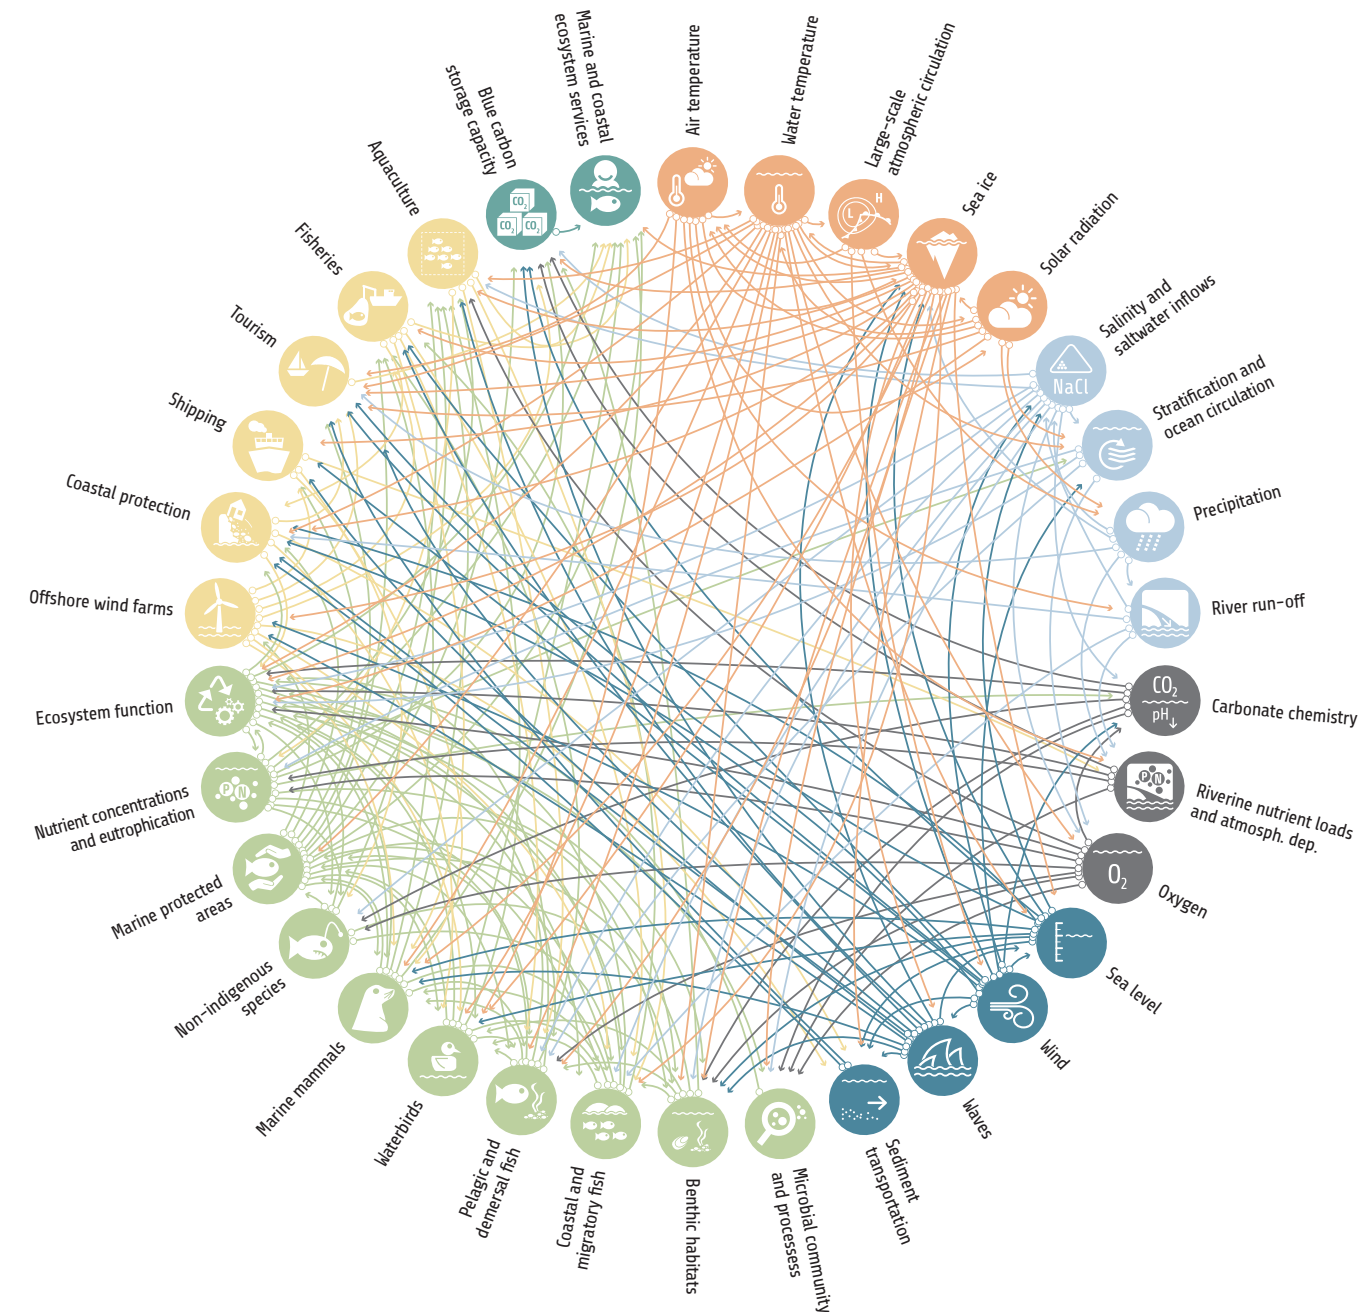 Marine and coastal
ecosystem services
Air temperature
Water temperature
Large-scale
atmospheric circulation
H
L
Sea ice
Solar radiation
Salinity and
saltwater inflows
NaCl
Stratification and
ocean circulation
Precipitation
River run-off
CO2
pH
Carbonate chemistry
P N
Riverine nutrient loads
and atmosph. dep.
O2
Oxygen
Sea level
Wind
Waves
Sediment
transportation
Microbial community
and processess
Benthic habitats
Coastal and
migratory fish
Pelagic and
demersal fish
Waterbirds
Marine mammals
Non-indigenous
species
Marine protected
areas
P N
Nutrient concentrations
and eutrophication
Ecosystem function
Offshore wind farms
Coastal protection
Shipping
Tourism
Fisheries
Aquaculture
Blue carbon
storage capacity
CO2
CO2 CO2